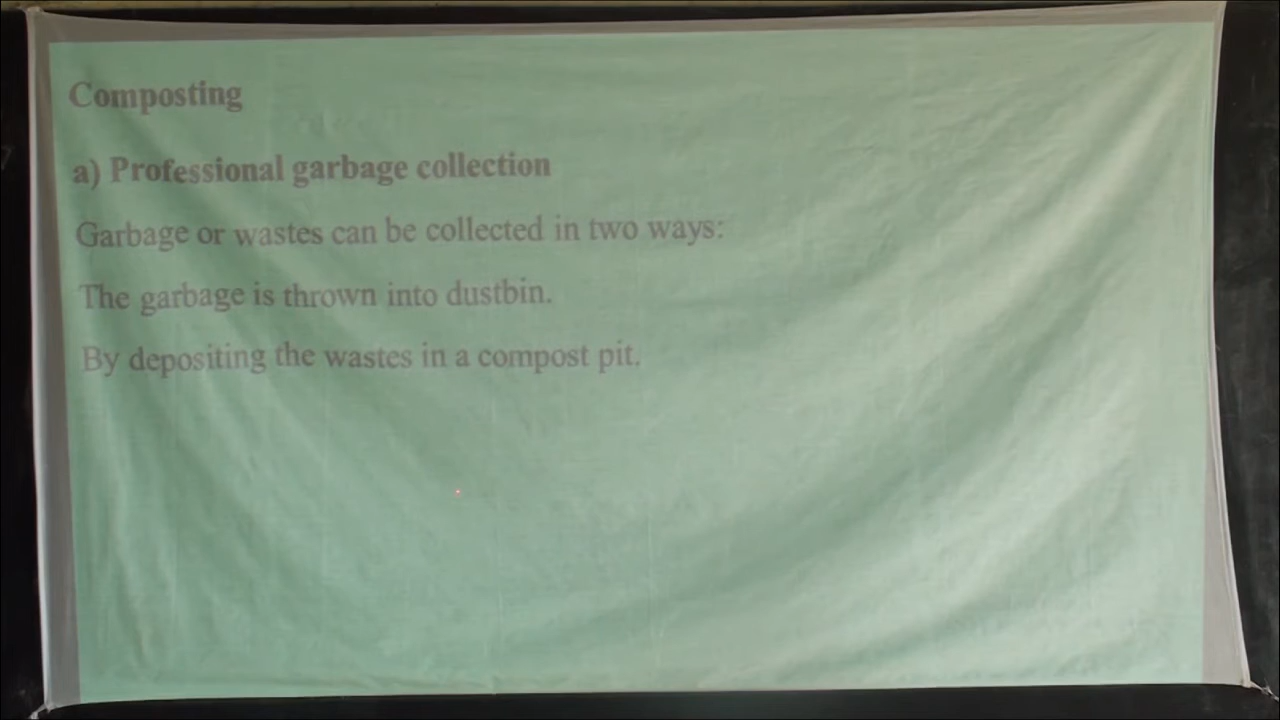 Composting
a) Professional garbage collection
Garbage or wastes can be collected in two ways:
The garbage is thrown into dustbin.
By depositing the wastes in a compost pit.